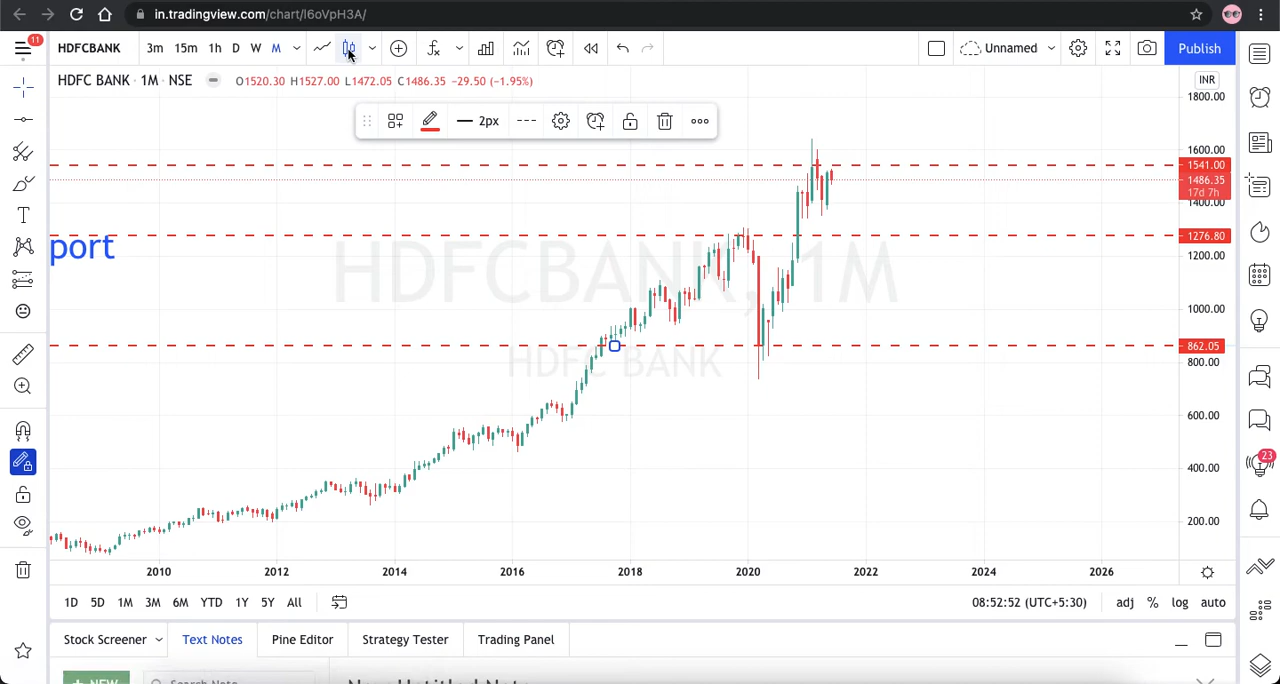 in.tradingview.com/chart/l6oVpH3A/
11
HDFCBANK 3m 15m 1h D W M Unnamed Publish
HDFC BANK · 1M · NSE O1520.30 H1527.00 L1472.05 C1486.35 −29.50 (−1.95%) INR
2px
1800.00
1600.00
1541.00
1486.35
17d 7h
1400.00
port
1276.80
HDFCBANK, 1M
1200.00
1000.00
862.05
HDFC BANK
800.00
600.00
400.00
23
200.00
2010 2012 2014 2016 2018 2020 2022 2024 2026
1D 5D 1M 3M 6M YTD 1Y 5Y All 08:52:52 (UTC+5:30) adj % log auto
Stock Screener Text Notes Pine Editor Strategy Tester Trading Panel
+ NEW Search Note